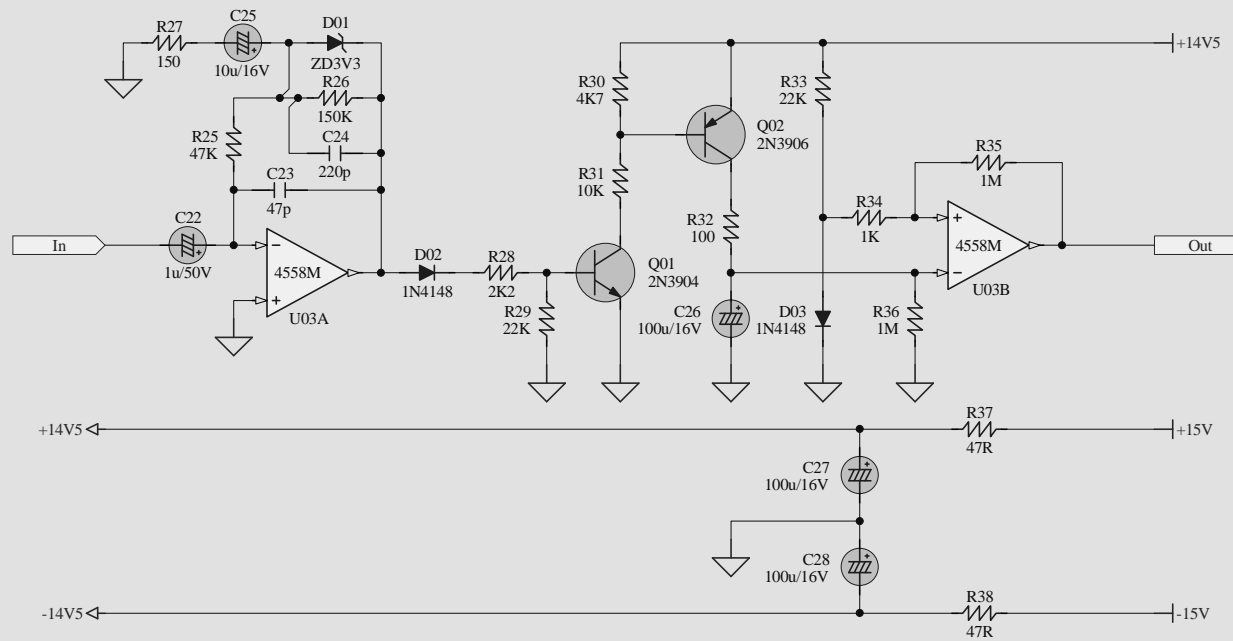 C25
R27
D01
150
10u/16V
ZD3V3
R26
150K
R25
47K
C24
220p
C23
47p
C22
In
1u/50V
4558M
U03A
D02
1N4148
R28
2K2
R29
22K
R30
4K7
R31
10K
Q01
2N3904
Q02
2N3906
R32
100
C26
100u/16V
R33
22K
D03
1N4148
R34
1K
R35
1M
4558M
U03B
R36
1M
Out
+14V5
+14V5
R37
47R
+15V
C27
100u/16V
C28
100u/16V
-14V5
R38
47R
-15V